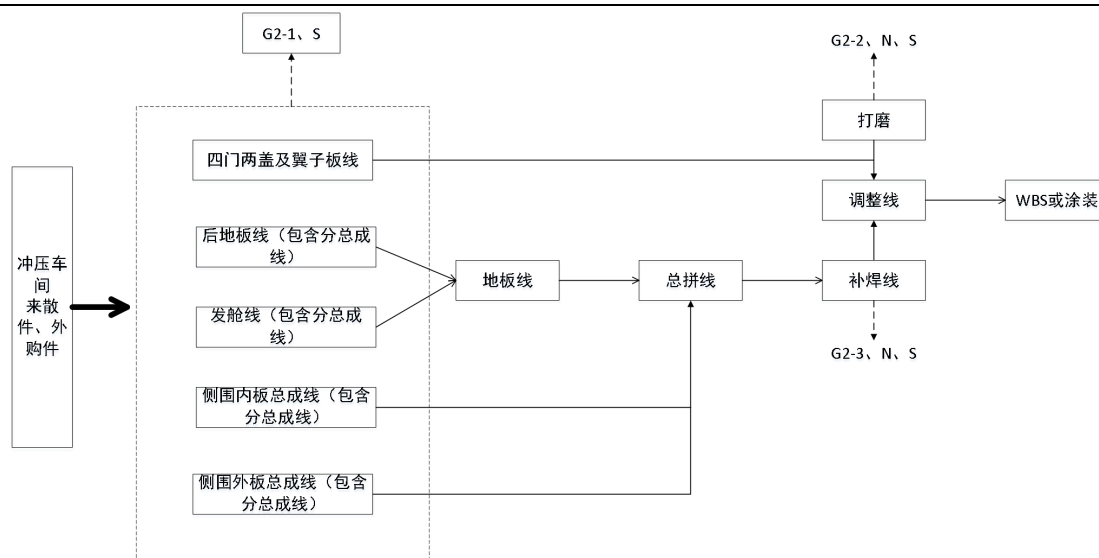 G2-1、S
G2-2、N、S
打磨
四门两盖及翼子板线
调整线
WBS或涂装
冲压车
间
来散
件、外
购件
后地板线（包含分总成
线）
地板线
总拼线
补焊线
发舱线（包含分总成
线）
G2-3、N、S
侧围内板总成线（包含
分总成线）
侧围外板总成线（包含
分总成线）